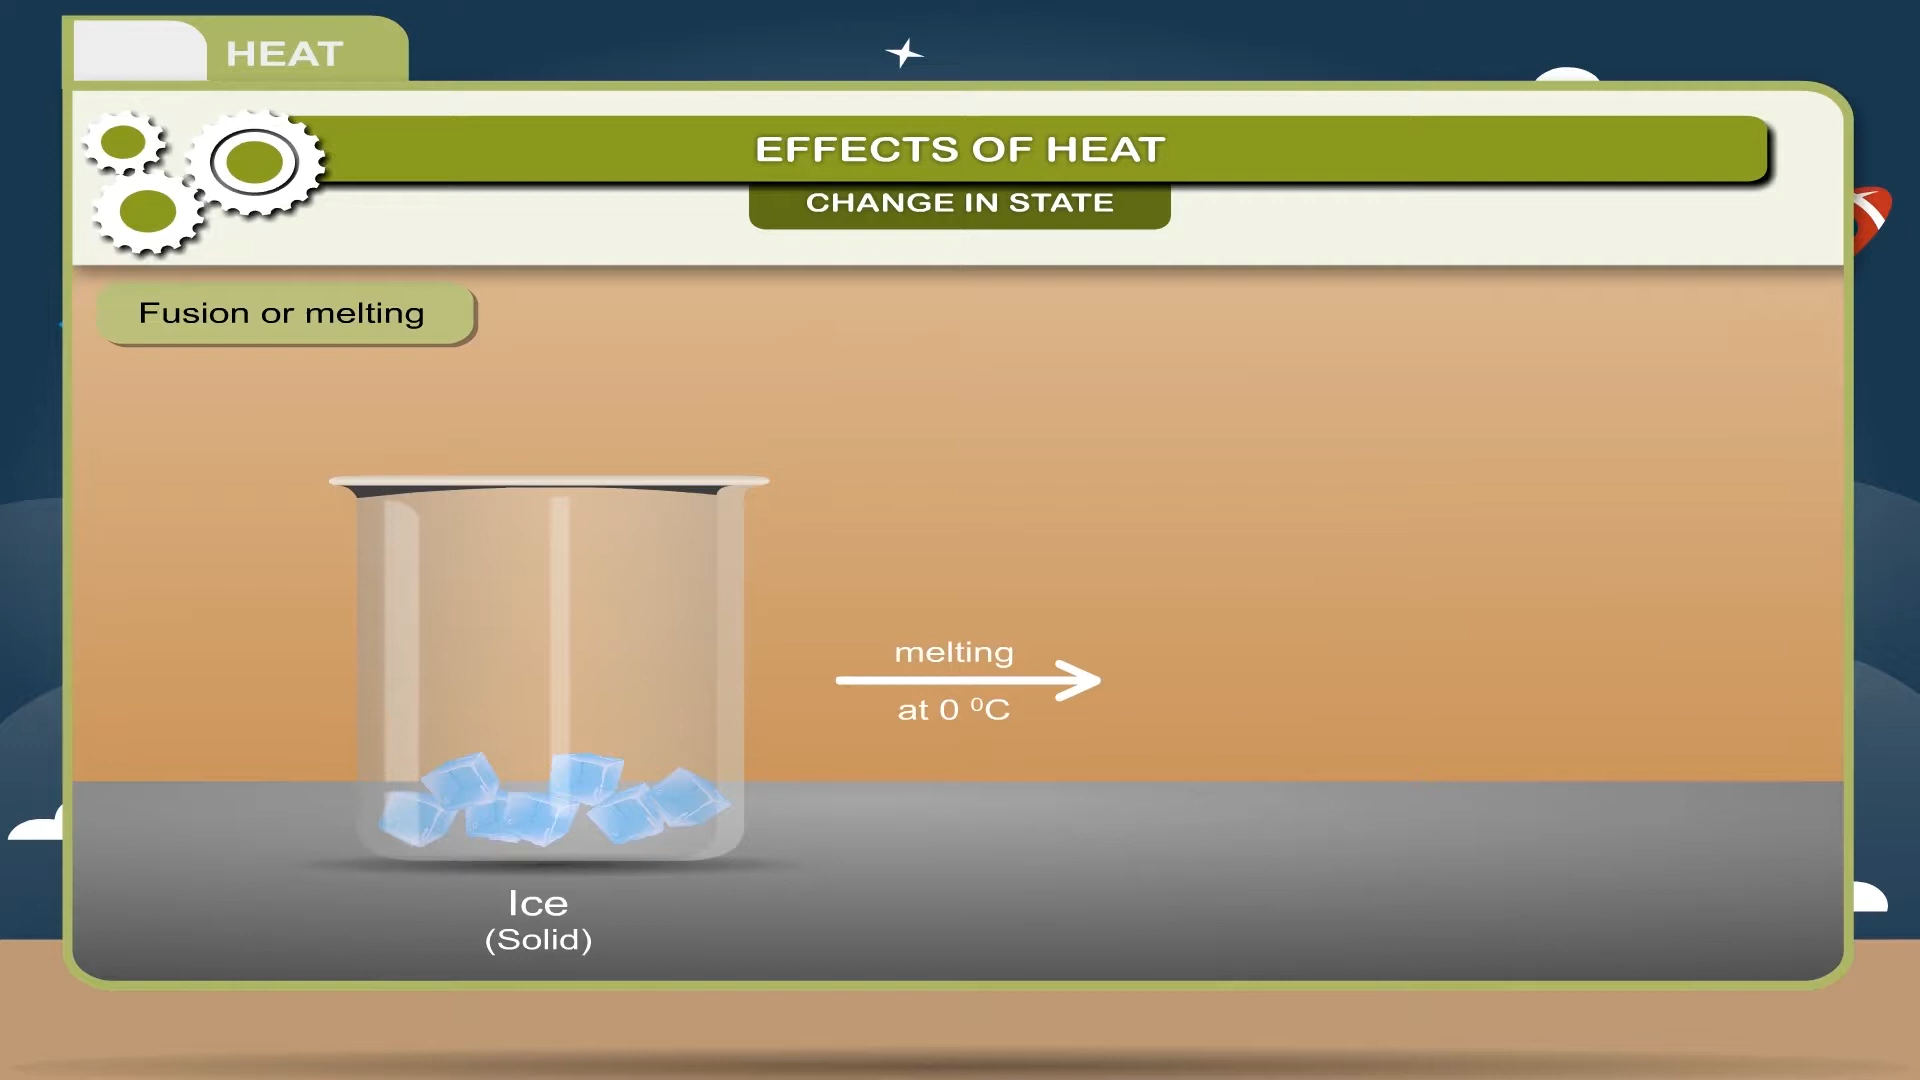 HEAT
EFFECTS OF HEAT
CHANGE IN STATE
Fusion or melting
melting
at 0 ⁰C
Ice
(Solid)